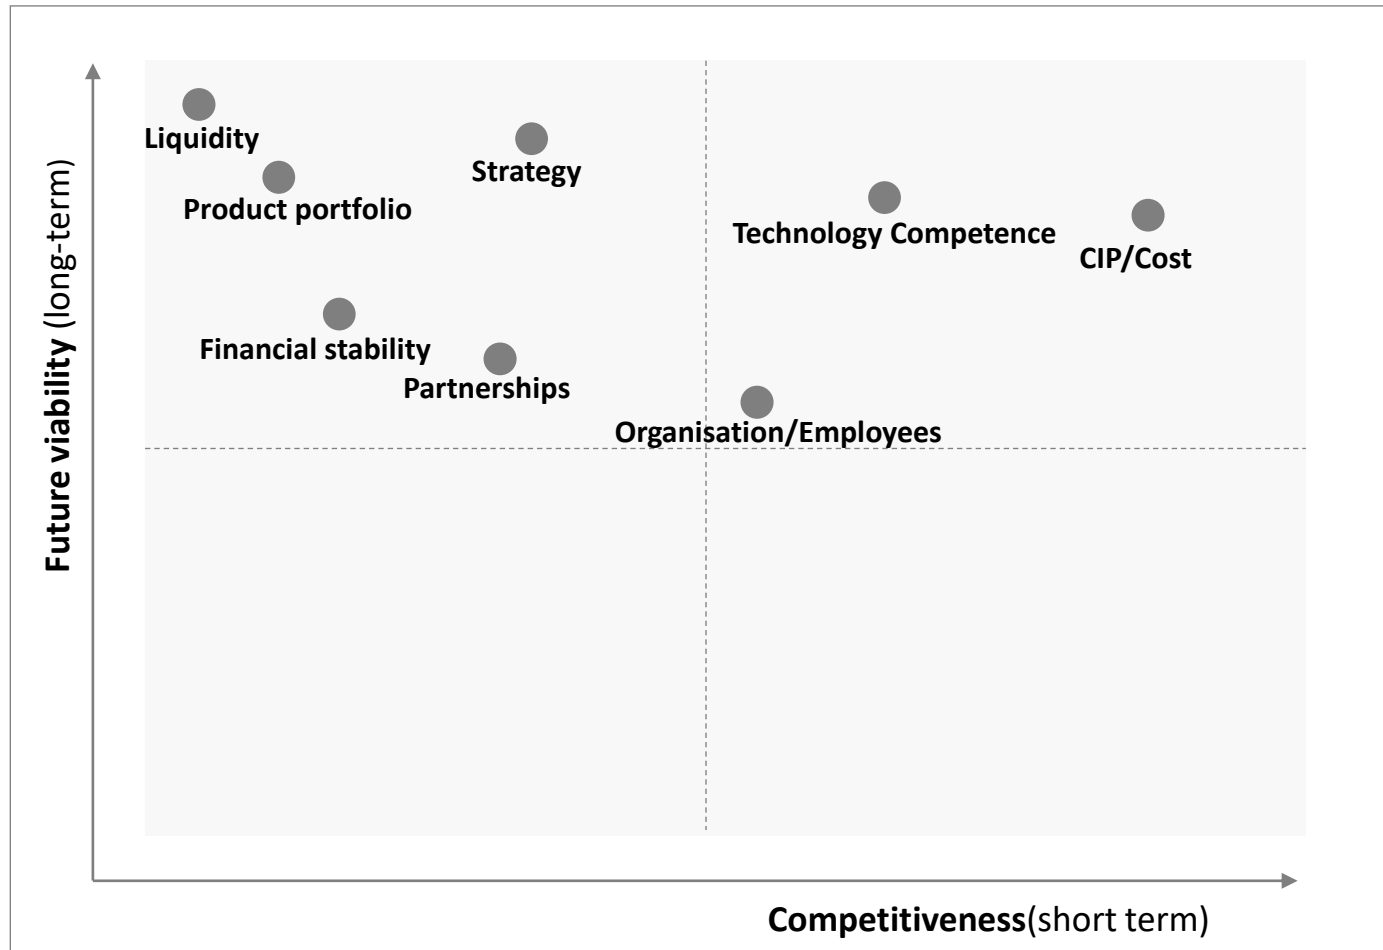 Liquidity
Strategy
Product portfolio
Technology Competence
CIP/Cost
Financial stability
Partnerships
Organisation/Employees
Future viability (long-term)
Competitiveness(short term)